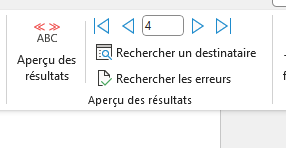 ABC
4
Aperçu des
résultats
Rechercher un destinataire
Rechercher les erreurs
Aperçu des résultats